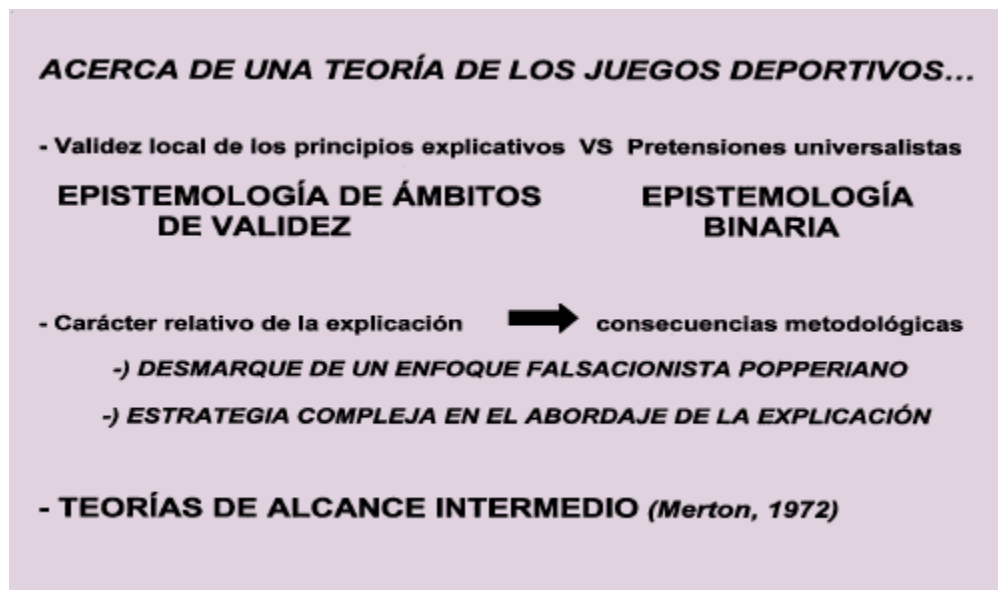 ACERCA DE UNA TEORÍA DE LOS JUEGOS DEPORTIVOS...
- Validez local de los principios explicativos VS Pretensiones universalistas
EPISTEMOLOGÍA DE ÁMBITOS EPISTEMOLOGÍA
DE VALIDEZ BINARIA
- Carácter relativo de la explicación consecuencias metodológicas
-) DESMARQUE DE UN ENFOQUE FALSACIONISTA POPPERIANO
-) ESTRATEGIA COMPLEJA EN EL ABORDAJE DE LA EXPLICACIÓN
- TEORÍAS DE ALCANCE INTERMEDIO (Merton, 1972)